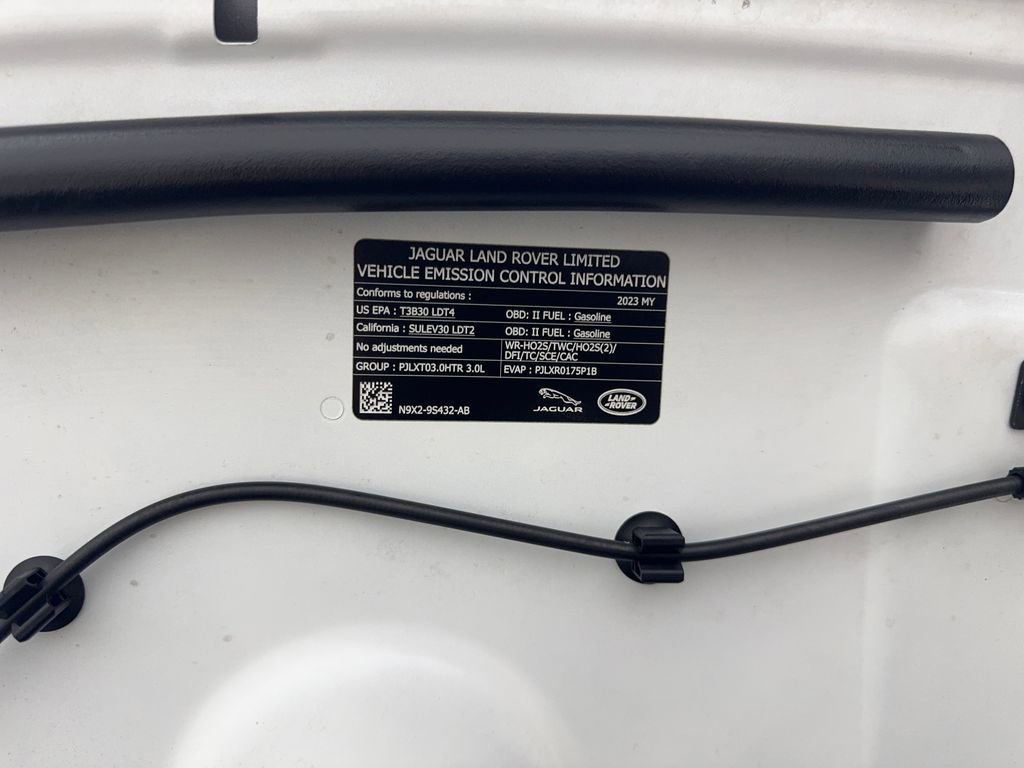 JAGUAR LAND ROVER LIMITED
VEHICLE EMISSION CONTROL INFORMATION
Conforms to regulations : 2023 MY
US EPA : T3B30 LDT4 OBD: II FUEL : Gasoline
California : SULEV30 LDT2 OBD: II FUEL : Gasoline
No adjustments needed WR-HO2S/TWC/HO2S(2)/
DFI/TC/SCE/CAC
GROUP : PJLXT03.0HTR 3.0L EVAP : PJLXR0175P1B
N9X2-9S432-AB JAGUAR LAND-ROVER